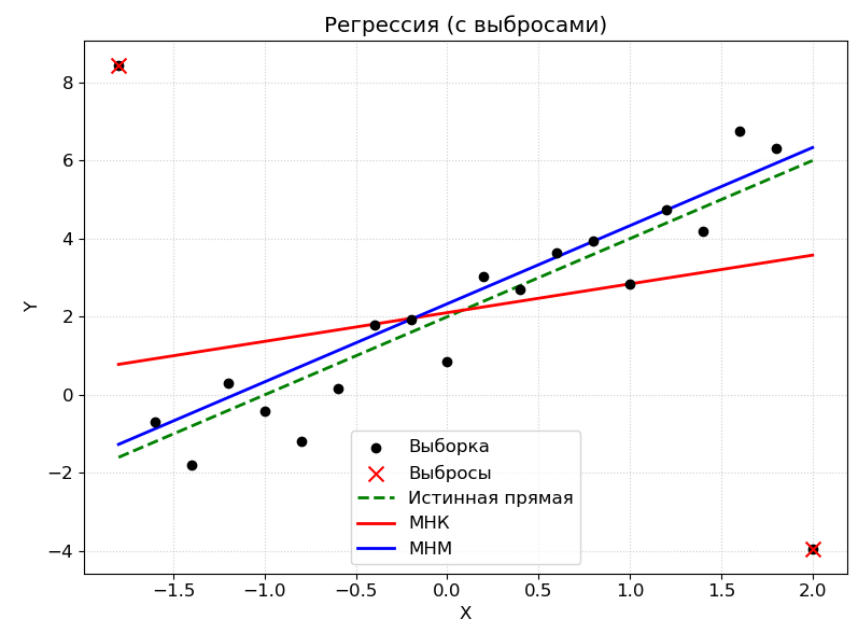 Регрессия (с выбросами)
Y
8
6
4
2
0
−2
−4
Выборка
Выбросы
Истинная прямая
МНК
МНМ
−1.5 −1.0 −0.5 0.0 0.5 1.0 1.5 2.0
X